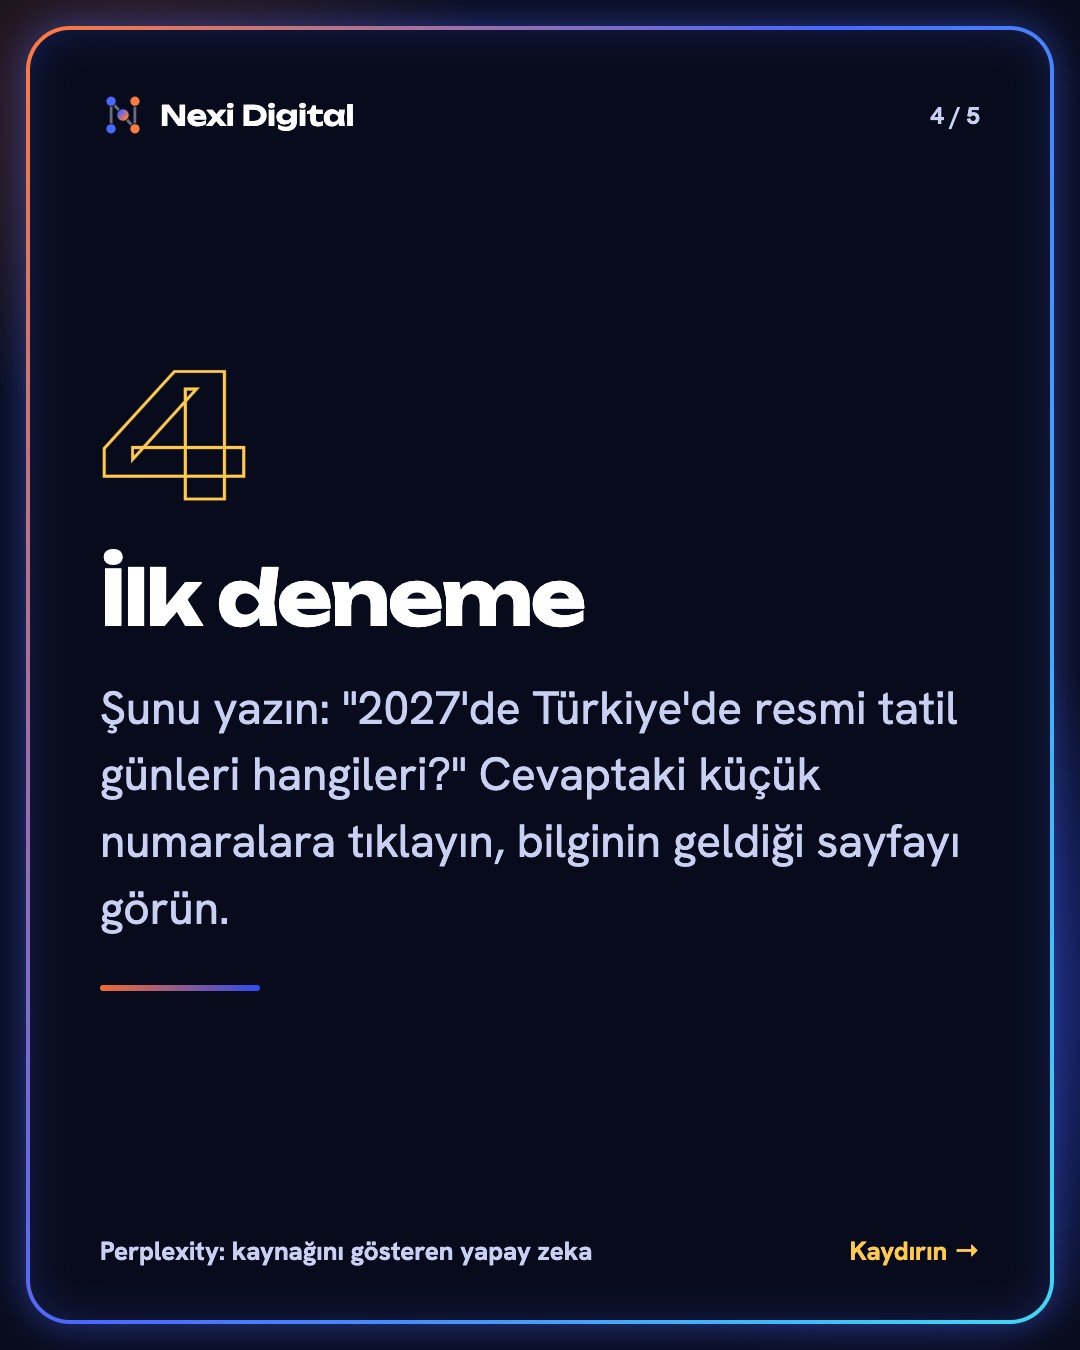 Nexi Digital
4 / 5
4
İlk deneme
Şunu yazın: "2027'de Türkiye'de resmi tatil
günleri hangileri?" Cevaptaki küçük
numaralara tıklayın, bilginin geldiği sayfayı
görün.
Perplexity: kaynağını gösteren yapay zeka
Kaydırın →